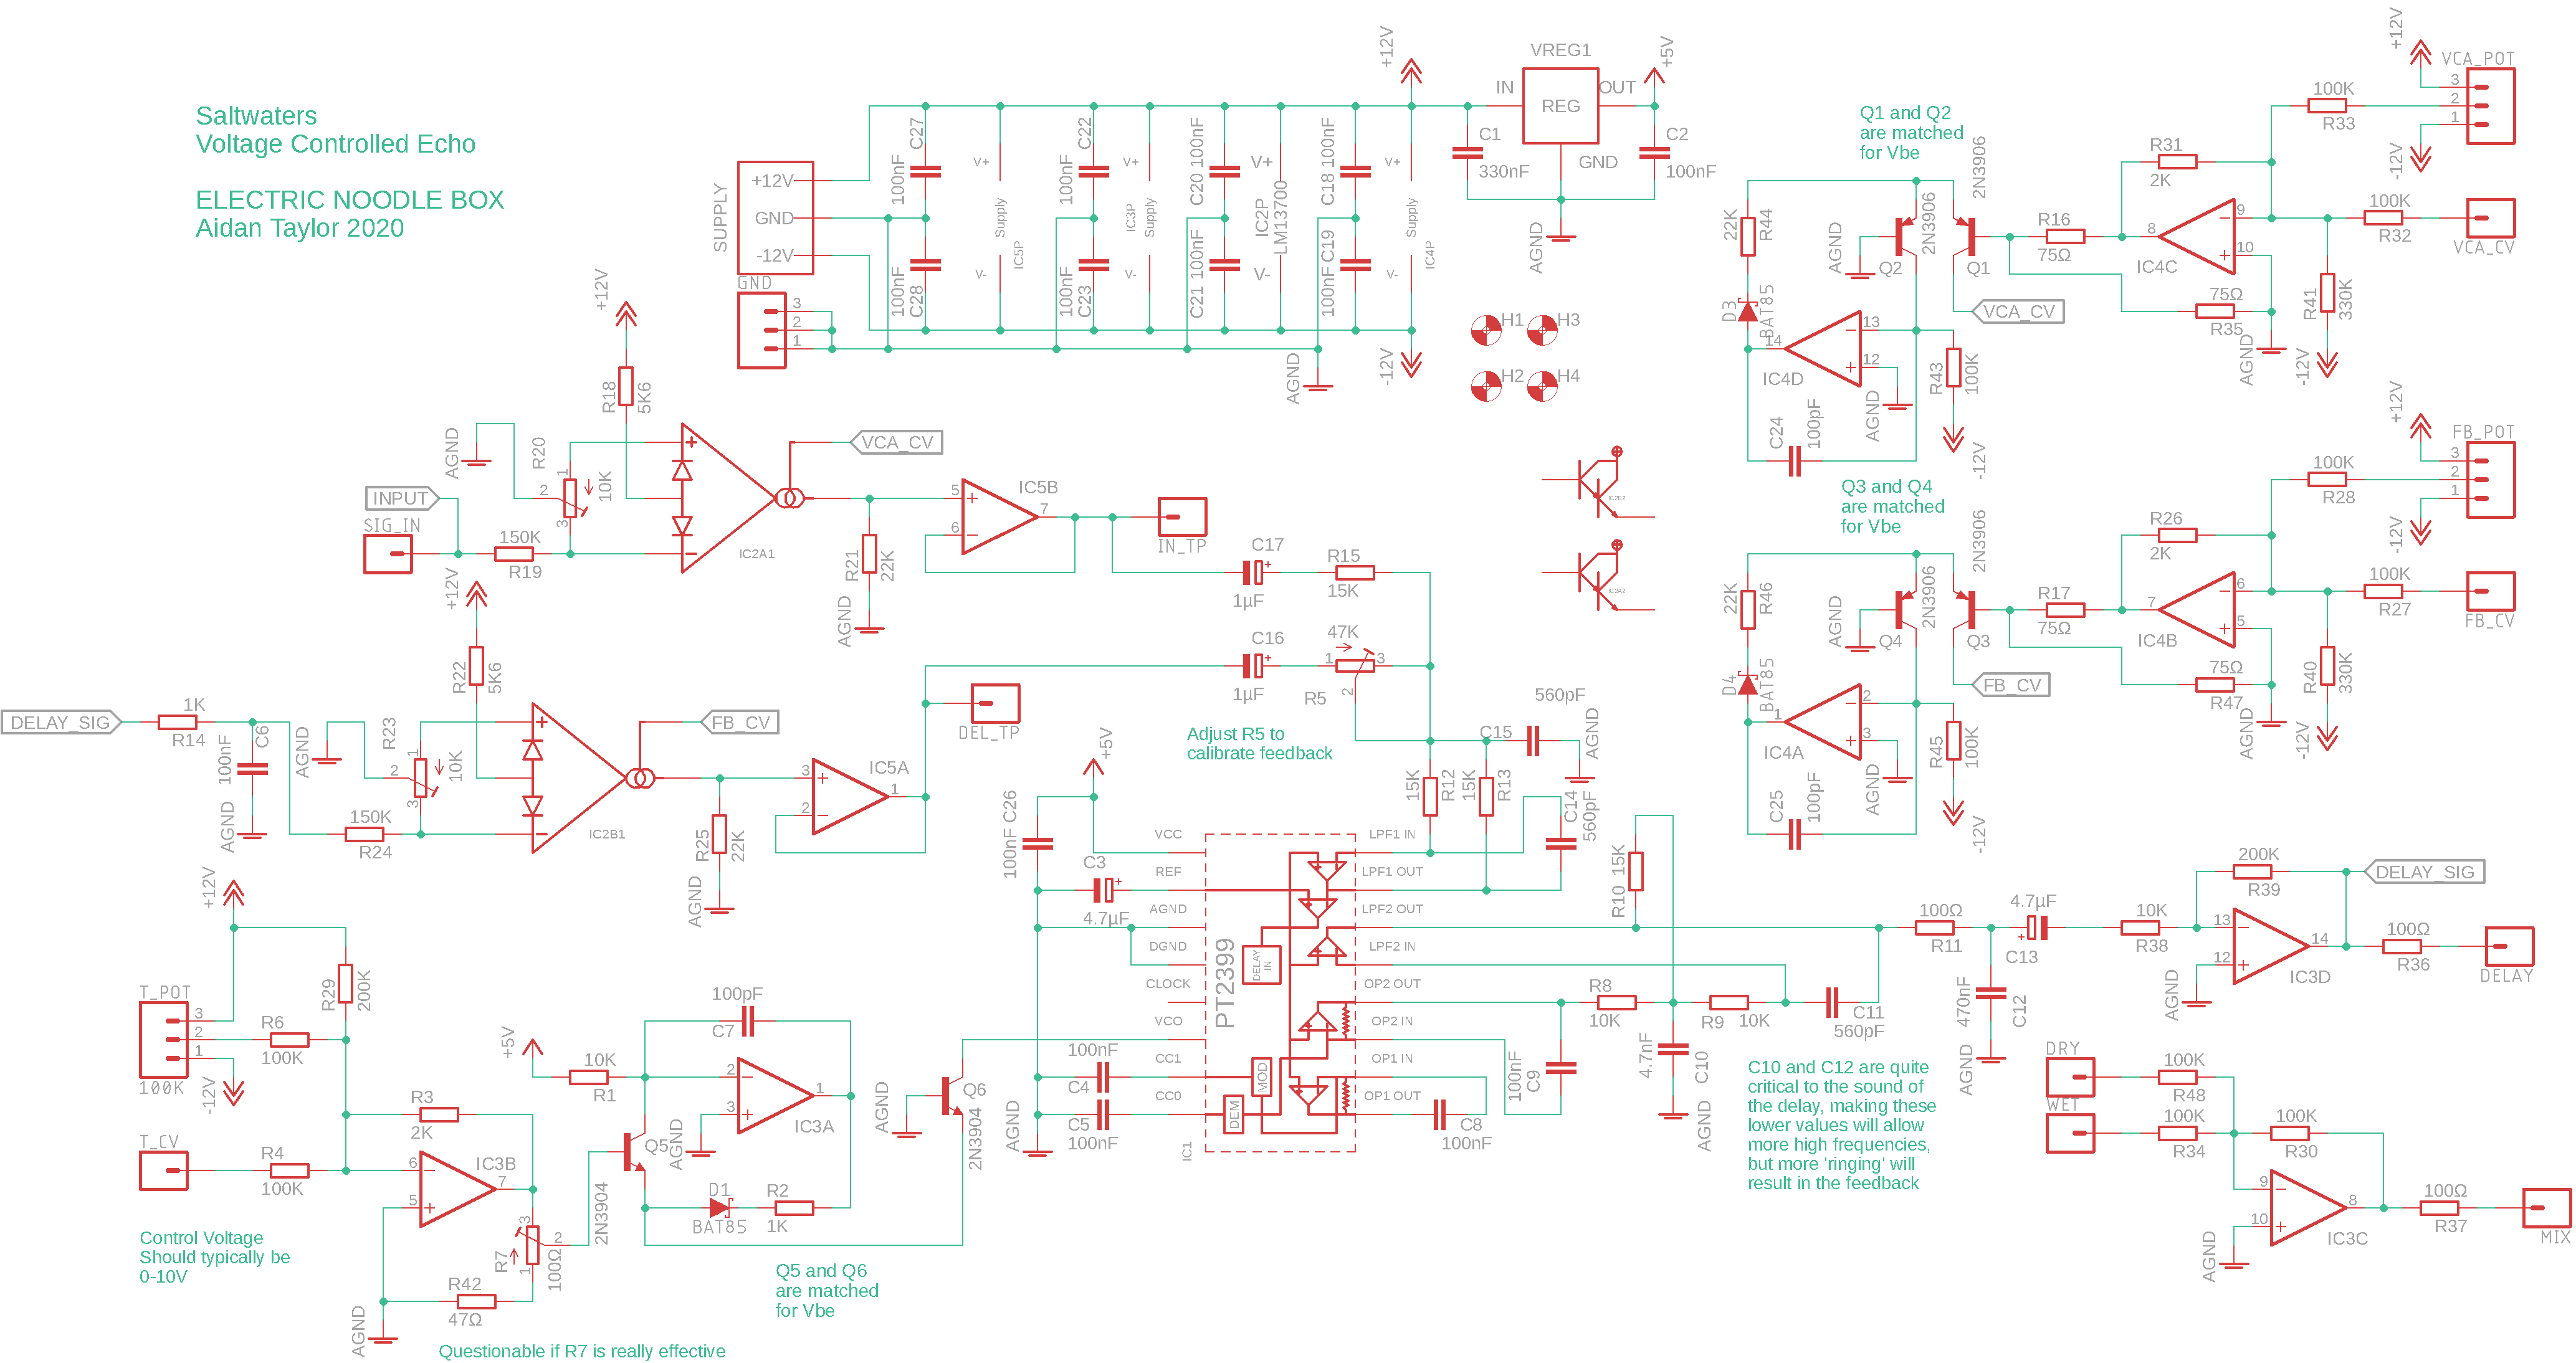 Saltwaters
Voltage Controlled Echo
ELECTRIC NOODLE BOX
Aidan Taylor 2020
SUPPLY
+12V
GND
-12V
GND
3
2
1
C27
100nF
100nF
C28
V+
Supply
V-
IC5P
C22
100nF
100nF
C23
V+
IC3P
Supply
V-
C20 100nF
C21 100nF
V+
IC2P
LM13700
V-
C18 100nF
100nF C19
V+
Supply
V-
IC4P
+12V
-12V
AGND
C1
330nF
VREG1
IN
REG
OUT
GND
AGND
+5V
C2
100nF
H1
H3
H2
H4
Q1 and Q2
are matched
for Vbe
2N3906
2N3906
22K
R44
AGND
Q2
Q1
D3
BAT85
VCA_CV
14
13
12
IC4D
AGND
R43
100K
-12V
C24
100pF
R16
75Ω
R31
2K
8
9
10
IC4C
75Ω
R35
AGND
R41
330K
-12V
100K
R33
100K
R32
+12V
-12V
VCA_POT
3
2
1
VCA_CV
Q3 and Q4
are matched
for Vbe
2N3906
2N3906
22K
R46
AGND
Q4
Q3
D4
BAT85
FB_CV
1
2
3
IC4A
AGND
R45
100K
-12V
C25
100pF
R17
75Ω
R26
2K
7
6
5
IC4B
75Ω
R47
AGND
R40
330K
-12V
100K
R28
100K
R27
+12V
-12V
FB_POT
3
2
1
FB_CV
+12V
R18
5K6
AGND
R20
10K
1
2
3
INPUT
SIG_IN
150K
R19
IC2A1
VCA_CV
R21
22K
AGND
5
6
7
IC5B
IN_TP
C17
1µF
R15
15K
IC2B2
IC2A2
+12V
R22
5K6
DELAY_SIG
1K
R14
C6
100nF
AGND
AGND
R23
10K
1
2
3
150K
R24
IC2B1
FB_CV
R25
22K
AGND
3
2
1
IC5A
DEL_TP
C16
1µF
47K
1
3
2
R5
Adjust R5 to
calibrate feedback
560pF
C15
AGND
15K
R12
15K
R13
C14
560pF
+5V
100nF C26
C3
4.7µF
AGND
100nF
C4
C5
100nF
VCC
REF
AGND
DGND
CLOCK
VCO
CC1
CC0
PT2399
DELAY
IN
MOD
DEM
IC1
LPF1 IN
LPF1 OUT
LPF2 OUT
LPF2 IN
OP2 OUT
OP2 IN
OP1 IN
OP1 OUT
C8
100nF
100nF
C9
R10 15K
R8
10K
R9
10K
C11
560pF
4.7nF
C10
AGND
C10 and C12 are quite
critical to the sound of
the delay, making these
lower values will allow
more high frequencies,
but more 'ringing' will
result in the feedback
100Ω
R11
470nF
C12
AGND
4.7µF
C13
10K
R38
200K
R39
DELAY_SIG
13
12
14
IC3D
AGND
100Ω
R36
DELAY
DRY
WET
100K
R48
100K
R34
100K
R30
9
10
8
IC3C
AGND
100Ω
R37
MIX
+12V
T_POT
3
2
1
100K
-12V
R29
200K
R6
100K
T_CV
R4
100K
R3
2K
6
5
7
IC3B
Control Voltage
Should typically be
0-10V
AGND
R42
47Ω
R7
3
2
1
100Ω
Questionable if R7 is really effective
+5V
10K
R1
100pF
C7
2
3
1
IC3A
AGND
Q5
2N3904
D1
BAT85
R2
1K
AGND
Q6
2N3904
Q5 and Q6
are matched
for Vbe